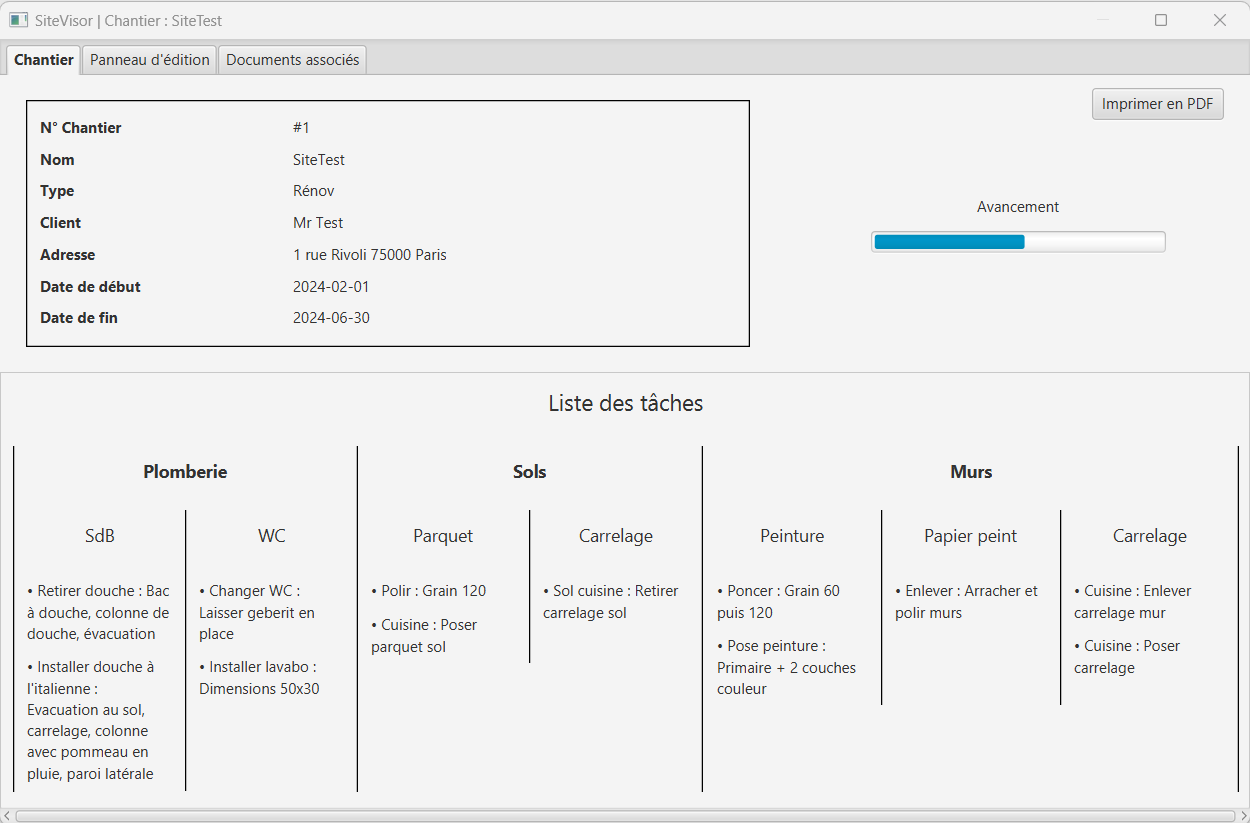 SiteVisor | Chantier : SiteTest
Chantier
Panneau d'édition
Documents associés
Imprimer en PDF
N° Chantier #1
Nom SiteTest
Type Rénov
Client Mr Test
Adresse 1 rue Rivoli 75000 Paris
Date de début 2024-02-01
Date de fin 2024-06-30
Avancement
Liste des tâches
Plomberie
SdB
• Retirer douche : Bac
à douche, colonne de
douche, évacuation
• Installer douche à
l'italienne :
Evacuation au sol,
carrelage, colonne
avec pommeau en
pluie, paroi latérale
WC
• Changer WC :
Laisser geberit en
place
• Installer lavabo :
Dimensions 50x30
Sols
Parquet
• Polir : Grain 120
• Cuisine : Poser
parquet sol
Carrelage
• Sol cuisine : Retirer
carrelage sol
Murs
Peinture
• Poncer : Grain 60
puis 120
• Pose peinture :
Primaire + 2 couches
couleur
Papier peint
• Enlever : Arracher et
polir murs
Carrelage
• Cuisine : Enlever
carrelage mur
• Cuisine : Poser
carrelage